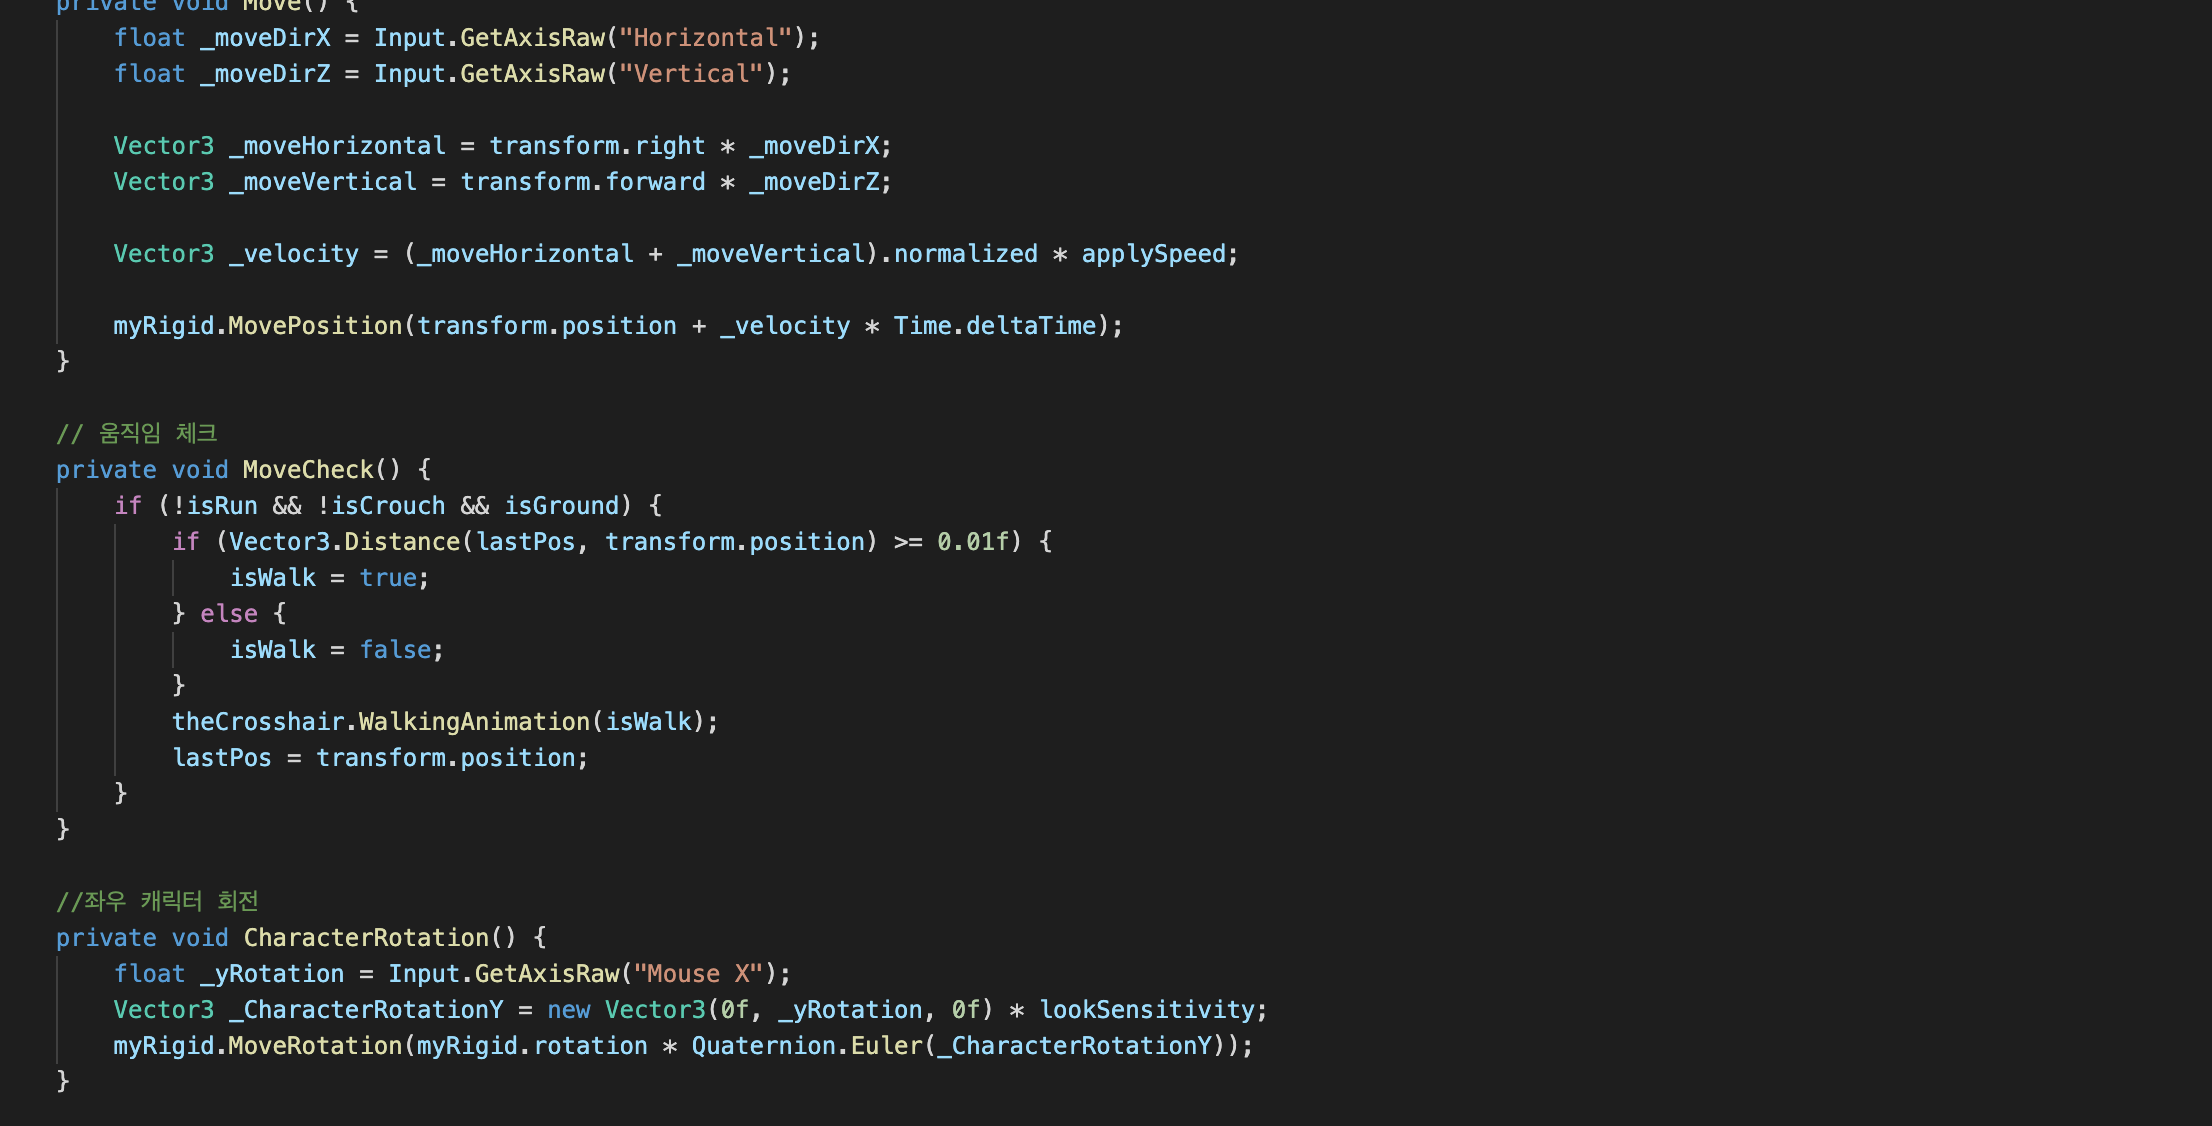 private void Move() {
float _moveDirX = Input.GetAxisRaw("Horizontal");
float _moveDirZ = Input.GetAxisRaw("Vertical");
Vector3 _moveHorizontal = transform.right * _moveDirX;
Vector3 _moveVertical = transform.forward * _moveDirZ;
Vector3 _velocity = (_moveHorizontal + _moveVertical).normalized * applySpeed;
myRigid.MovePosition(transform.position + _velocity * Time.deltaTime);
}
// 움직임 체크
private void MoveCheck() {
if (!isRun && !isCrouch && isGround) {
if (Vector3.Distance(lastPos, transform.position) >= 0.01f) {
isWalk = true;
} else {
isWalk = false;
}
theCrosshair.WalkingAnimation(isWalk);
lastPos = transform.position;
}
}
//좌우 캐릭터 회전
private void CharacterRotation() {
float _yRotation = Input.GetAxisRaw("Mouse X");
Vector3 _CharacterRotationY = new Vector3(0f, _yRotation, 0f) * lookSensitivity;
myRigid.MoveRotation(myRigid.rotation * Quaternion.Euler(_CharacterRotationY));
}